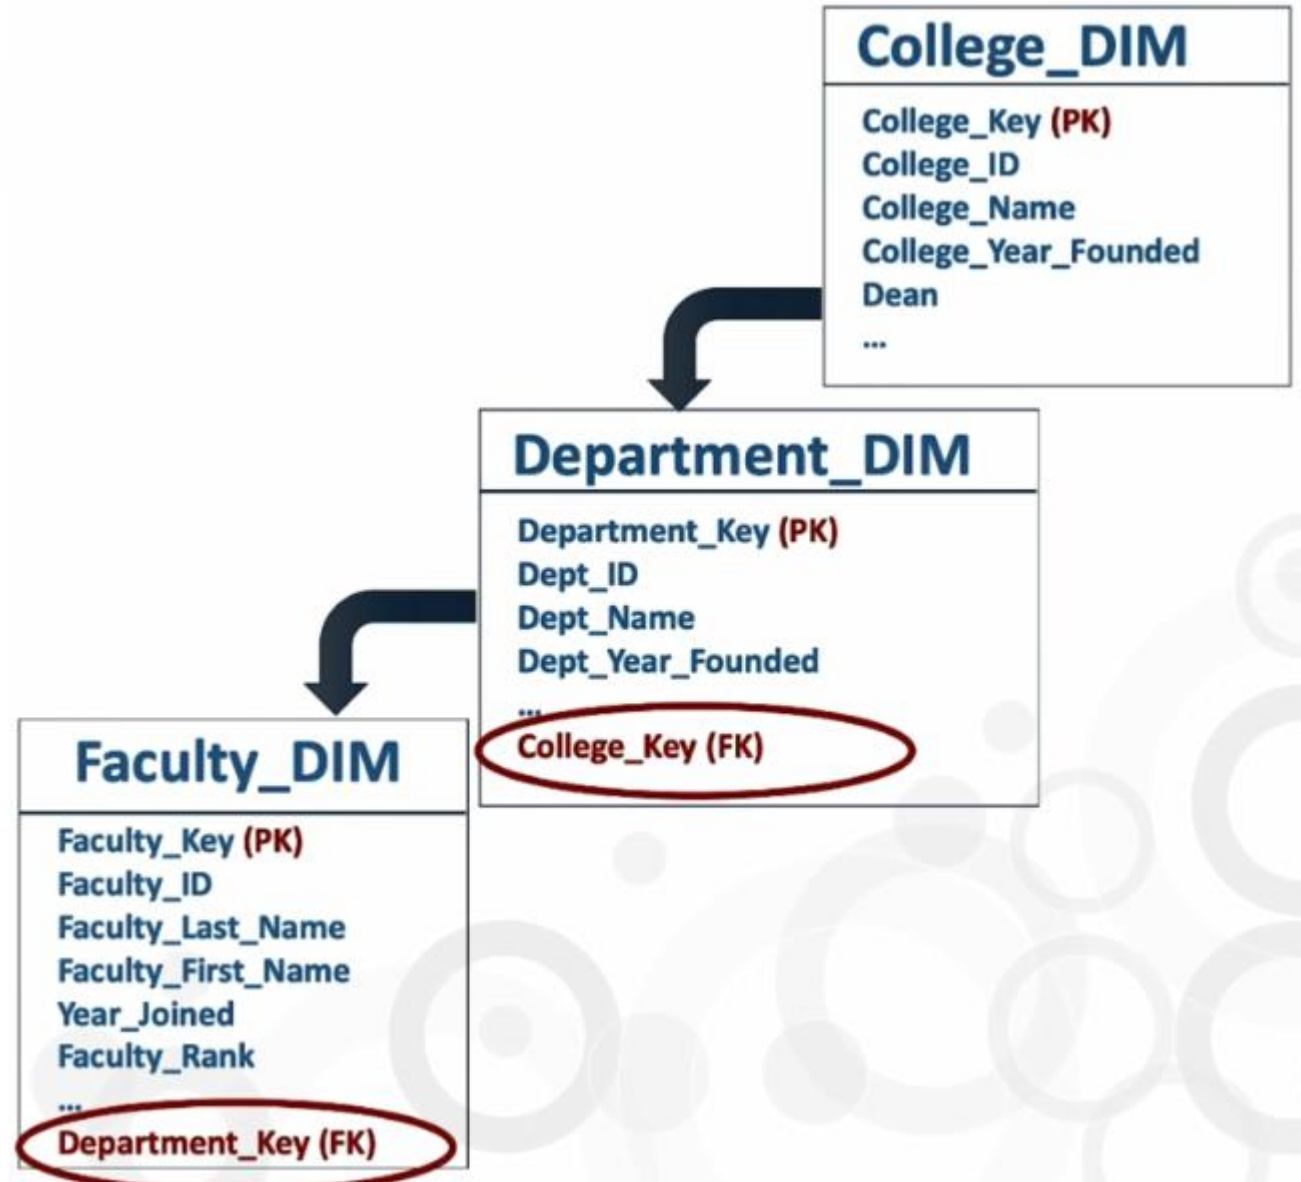 College_DIM
College_Key (PK)
College_ID
College_Name
College_Year_Founded
Dean
...
Department_DIM
Department_Key (PK)
Dept_ID
Dept_Name
Dept_Year_Founded
...
College_Key (FK)
Faculty_DIM
Faculty_Key (PK)
Faculty_ID
Faculty_Last_Name
Faculty_First_Name
Year_Joined
Faculty_Rank
...
Department_Key (FK)